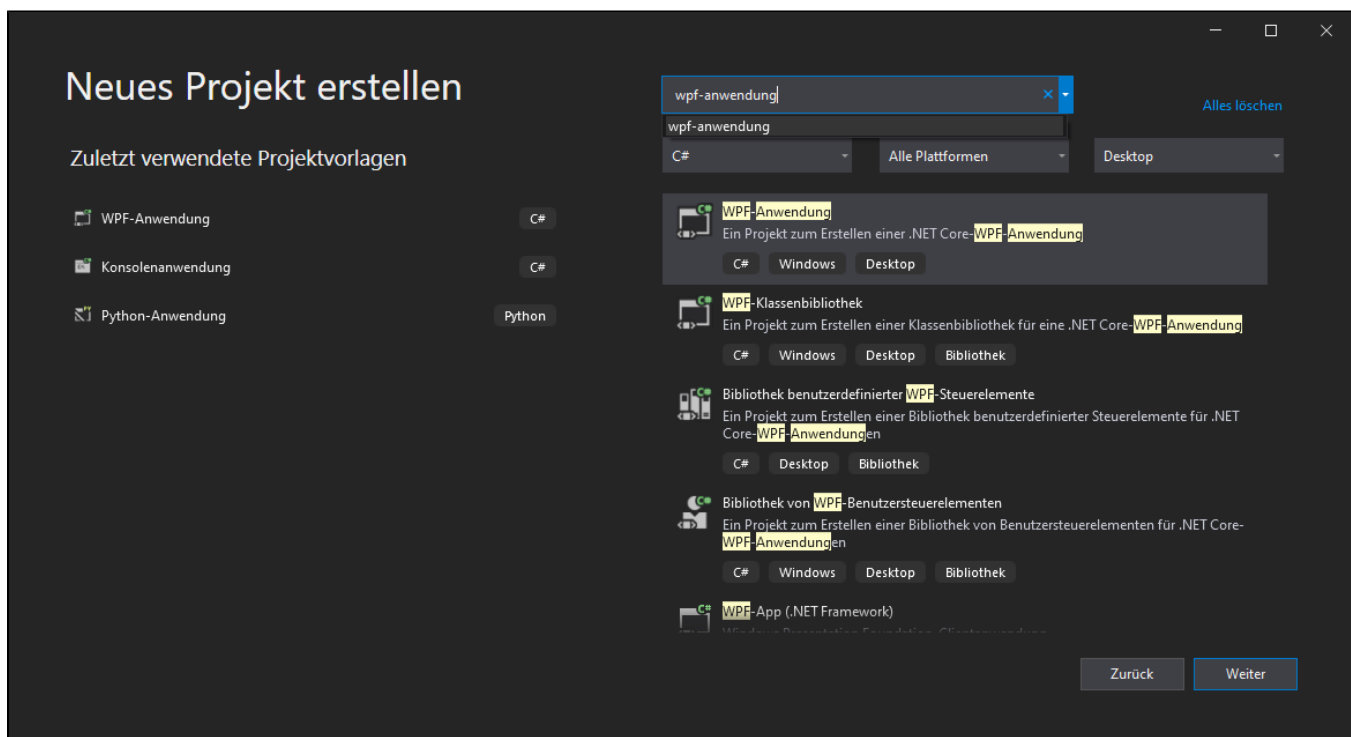 Neues Projekt erstellen
Zuletzt verwendete Projektvorlagen
WPF-Anwendung C#
Konsolenanwendung C#
Python-Anwendung Python
wpf-anwendung
wpf-anwendung
Alles löschen
C# Alle Plattformen Desktop
WPF-Anwendung
Ein Projekt zum Erstellen einer .NET Core-WPF-Anwendung
C# Windows Desktop
WPF-Klassenbibliothek
Ein Projekt zum Erstellen einer Klassenbibliothek für eine .NET Core-WPF-Anwendung
C# Windows Desktop Bibliothek
Bibliothek benutzerdefinierter WPF-Steuerelemente
Ein Projekt zum Erstellen einer Bibliothek benutzerdefinierter Steuerelemente für .NET
Core-WPF-Anwendungen
C# Desktop Bibliothek
Bibliothek von WPF-Benutzersteuerelementen
Ein Projekt zum Erstellen einer Bibliothek von Benutzersteuerelementen für .NET Core-
WPF-Anwendungen
C# Windows Desktop Bibliothek
WPF-App (.NET Framework)
Windows Presentation Foundation-Clientanwendung
Zurück Weiter